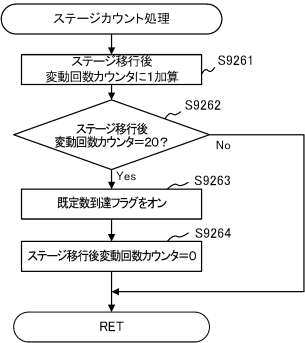 ステージカウント処理
ステージ移行後
変動回数カウンタに1加算
S9261
S9262
ステージ移行後
変動回数カウンター=20?
No
Yes
S9263
既定数到達フラグをオン
S9264
ステージ移行後変動回数カウンター=0
RET